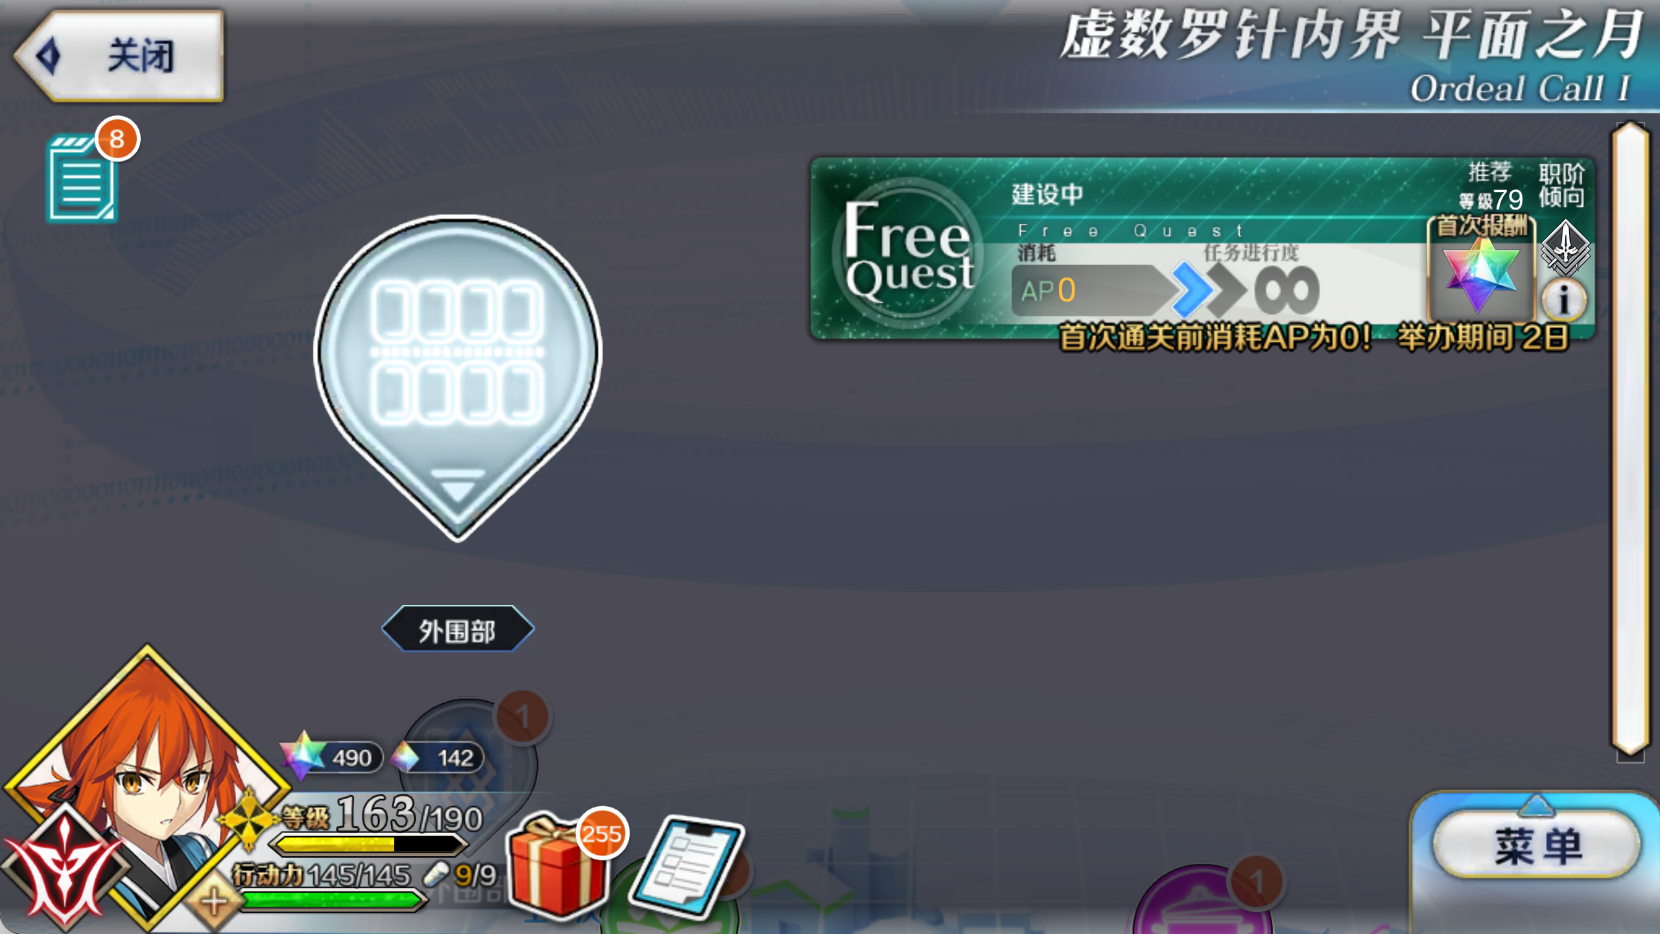 关闭
虚数罗针内界 平面之月
Ordeal Call I
8
Free
Quest
建设中
Free Quest
推荐
等级79
职阶
倾向
消耗
任务进行度
首次报酬
AP0
∞
i
首次通关前消耗AP为0! 举办期间 2日
外围部
1
490
142
等级163/190
255
行动力145/145
9/9
1
菜单